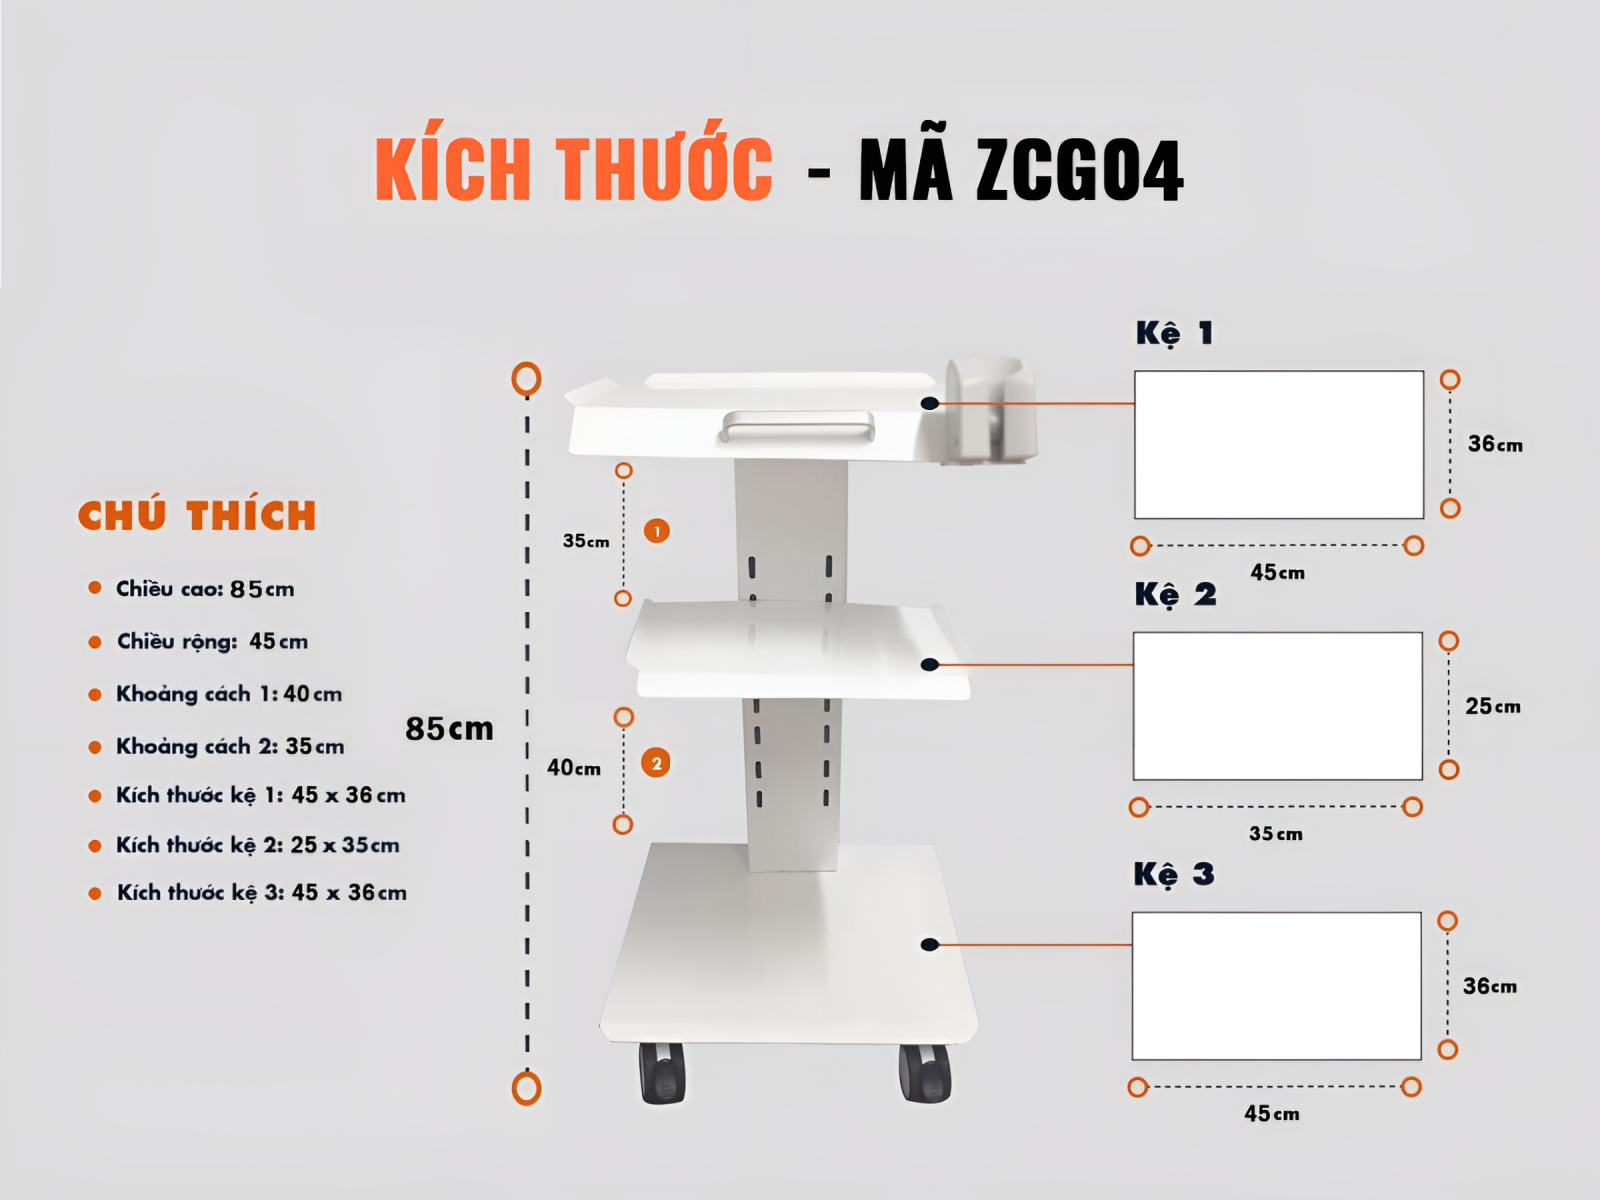 KÍCH THƯỚC - MÃ ZCG04
CHÚ THÍCH
Chiều cao: 85cm
Chiều rộng: 45cm
Khoảng cách 1: 40cm
Khoảng cách 2: 35cm
Kích thước kệ 1: 45 x 36cm
Kích thước kệ 2: 25 x 35cm
Kích thước kệ 3: 45 x 36cm
85cm
35cm
1
40cm
2
Kệ 1
36cm
45cm
Kệ 2
25cm
35cm
Kệ 3
36cm
45cm